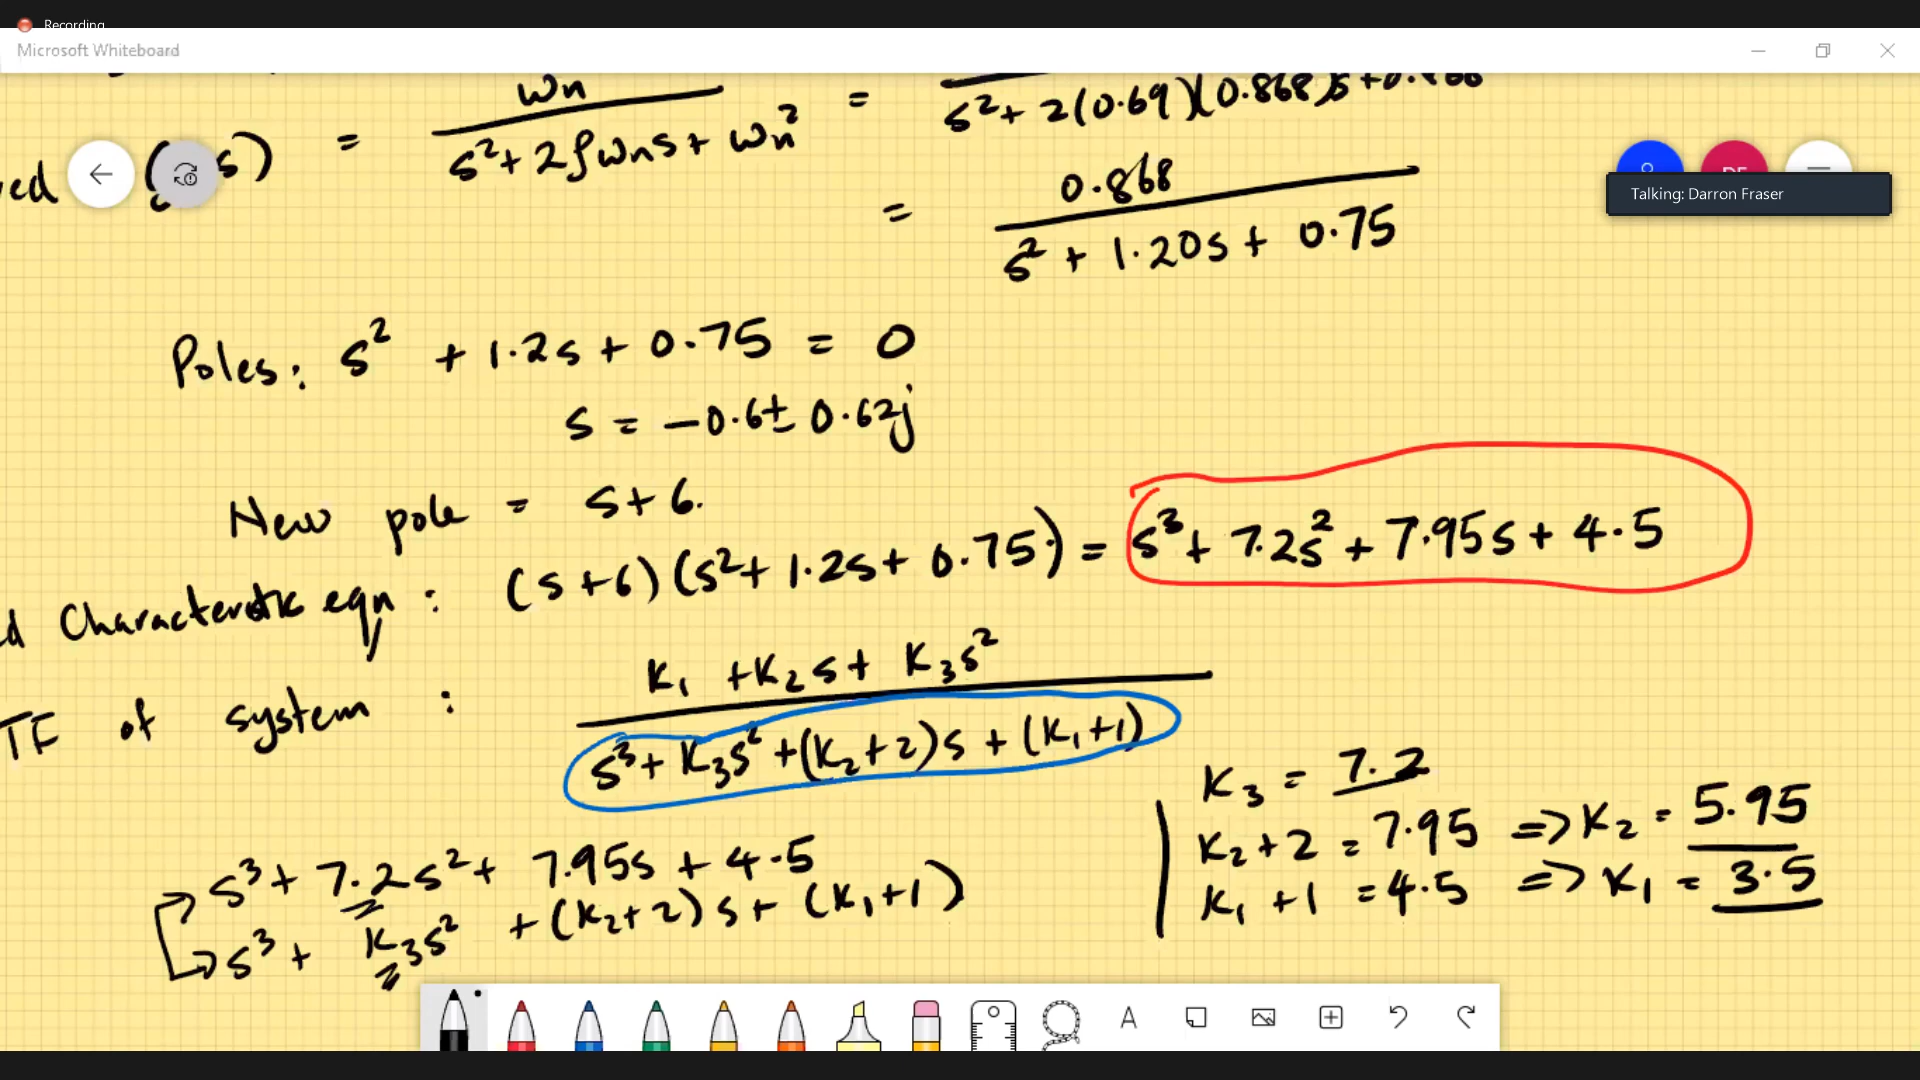 Recording
Microsoft Whiteboard
ωn
= ———
s² + 2ζωns + ωn²
=
s² + 2(0.69)(0.868)s +
s)
= 0.868
s² + 1.20s + 0.75
Talking: Darron Fraser
Poles: s² + 1.2s + 0.75 = 0
s = -0.6 ± 0.62j
New pole = s+6.
Characteristic eqn: (s+6)(s²+ 1.2s + 0.75) = s³ + 7.2s² + 7.95s + 4.5
TF of system : K₁ + K₂s + K₃s²
s³ + K₃s² + (K₂+2)s + (K₁+1)
K₃ = 7.2
K₂+2 = 7.95 => K₂ = 5.95
K₁+1 = 4.5 => K₁ = 3.5
s³ + 7.2s² + 7.95s + 4.5
s³ + K₃s² + (K₂+2)s + (K₁+1)
A